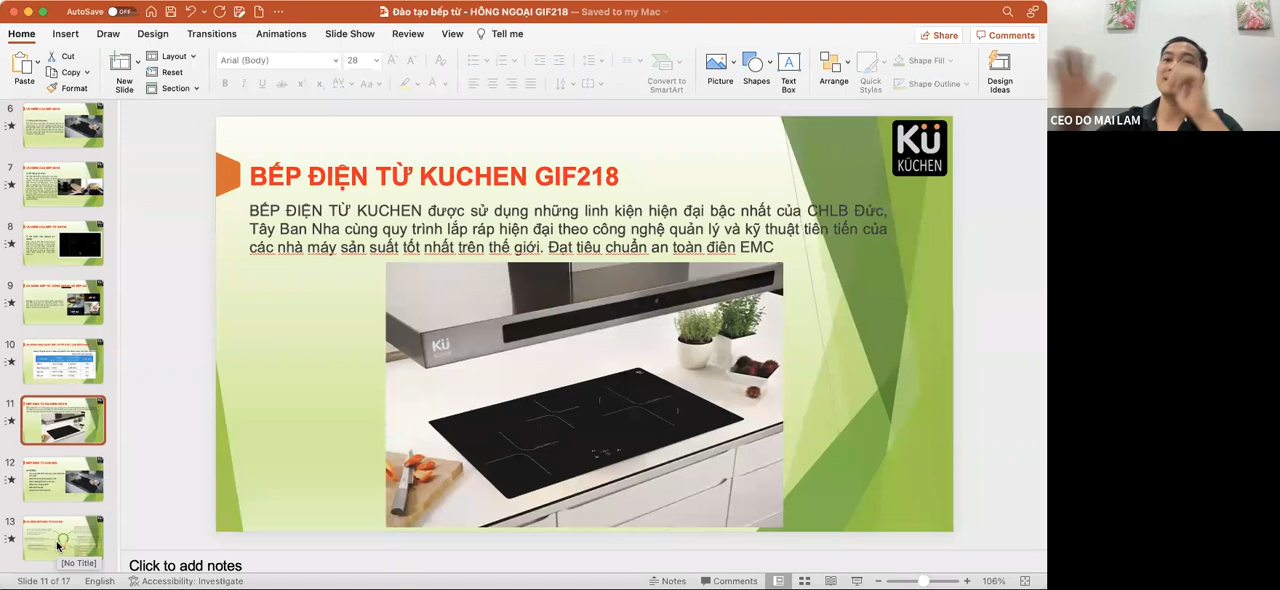 AutoSave OFF
Đào tạo bếp từ - HỒNG NGOẠI GIF218 — Saved to my Mac
Home Insert Draw Design Transitions Animations Slide Show Review View Tell me
Share Comments
Paste
Cut
Copy
Format
New Slide
Layout
Reset
Section
Arial (Body) 28
Convert to SmartArt
Picture
Shapes
Text Box
Arrange
Quick Styles
Shape Fill
Shape Outline
Design Ideas
CEO DO MAI LAM
6
7
8
9
10
11
12
13
[No Title]
KÜ
KÜCHEN
BẾP ĐIỆN TỪ KUCHEN GIF218
BẾP ĐIỆN TỪ KUCHEN được sử dụng những linh kiện hiện đại bậc nhất của CHLB Đức,
Tây Ban Nha cùng quy trình lắp ráp hiện đại theo công nghệ quản lý và kỹ thuật tiên tiến của
các nhà máy sản suất tốt nhất trên thế giới. Đạt tiêu chuẩn an toàn điên EMC
KÜ
Click to add notes
Slide 11 of 17 English Accessibility: Investigate Notes Comments 106%